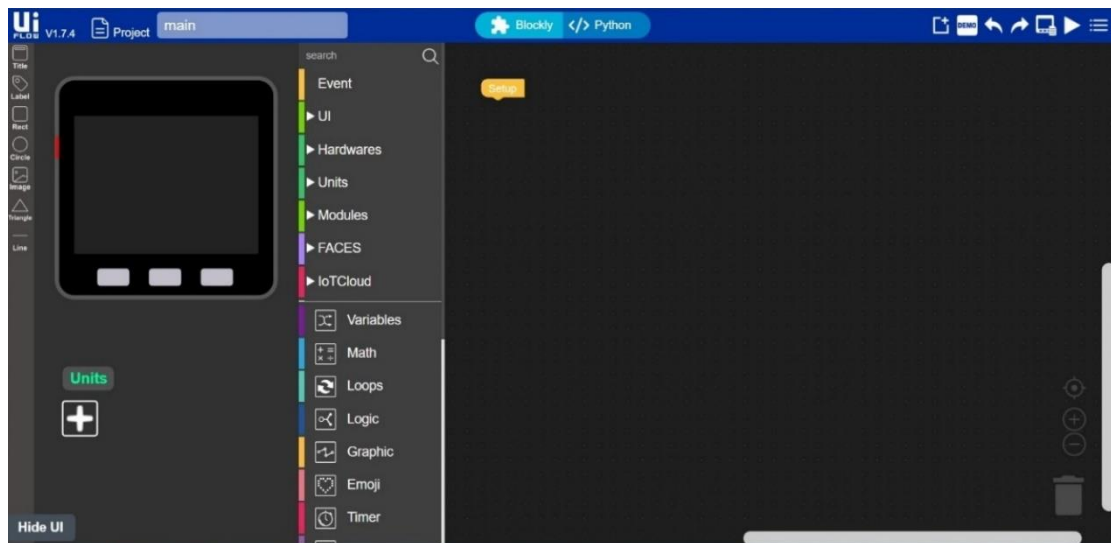 Ui
FLOW
V1.7.4
Project
main
Blockly
</> Python
DEMO
Title
Label
Rect
Circle
Image
Triangle
Line
search
Event
UI
Hardwares
Units
Modules
FACES
IoTCloud
Variables
Math
Loops
Logic
Graphic
Emoji
Timer
Setup
Units
Hide UI